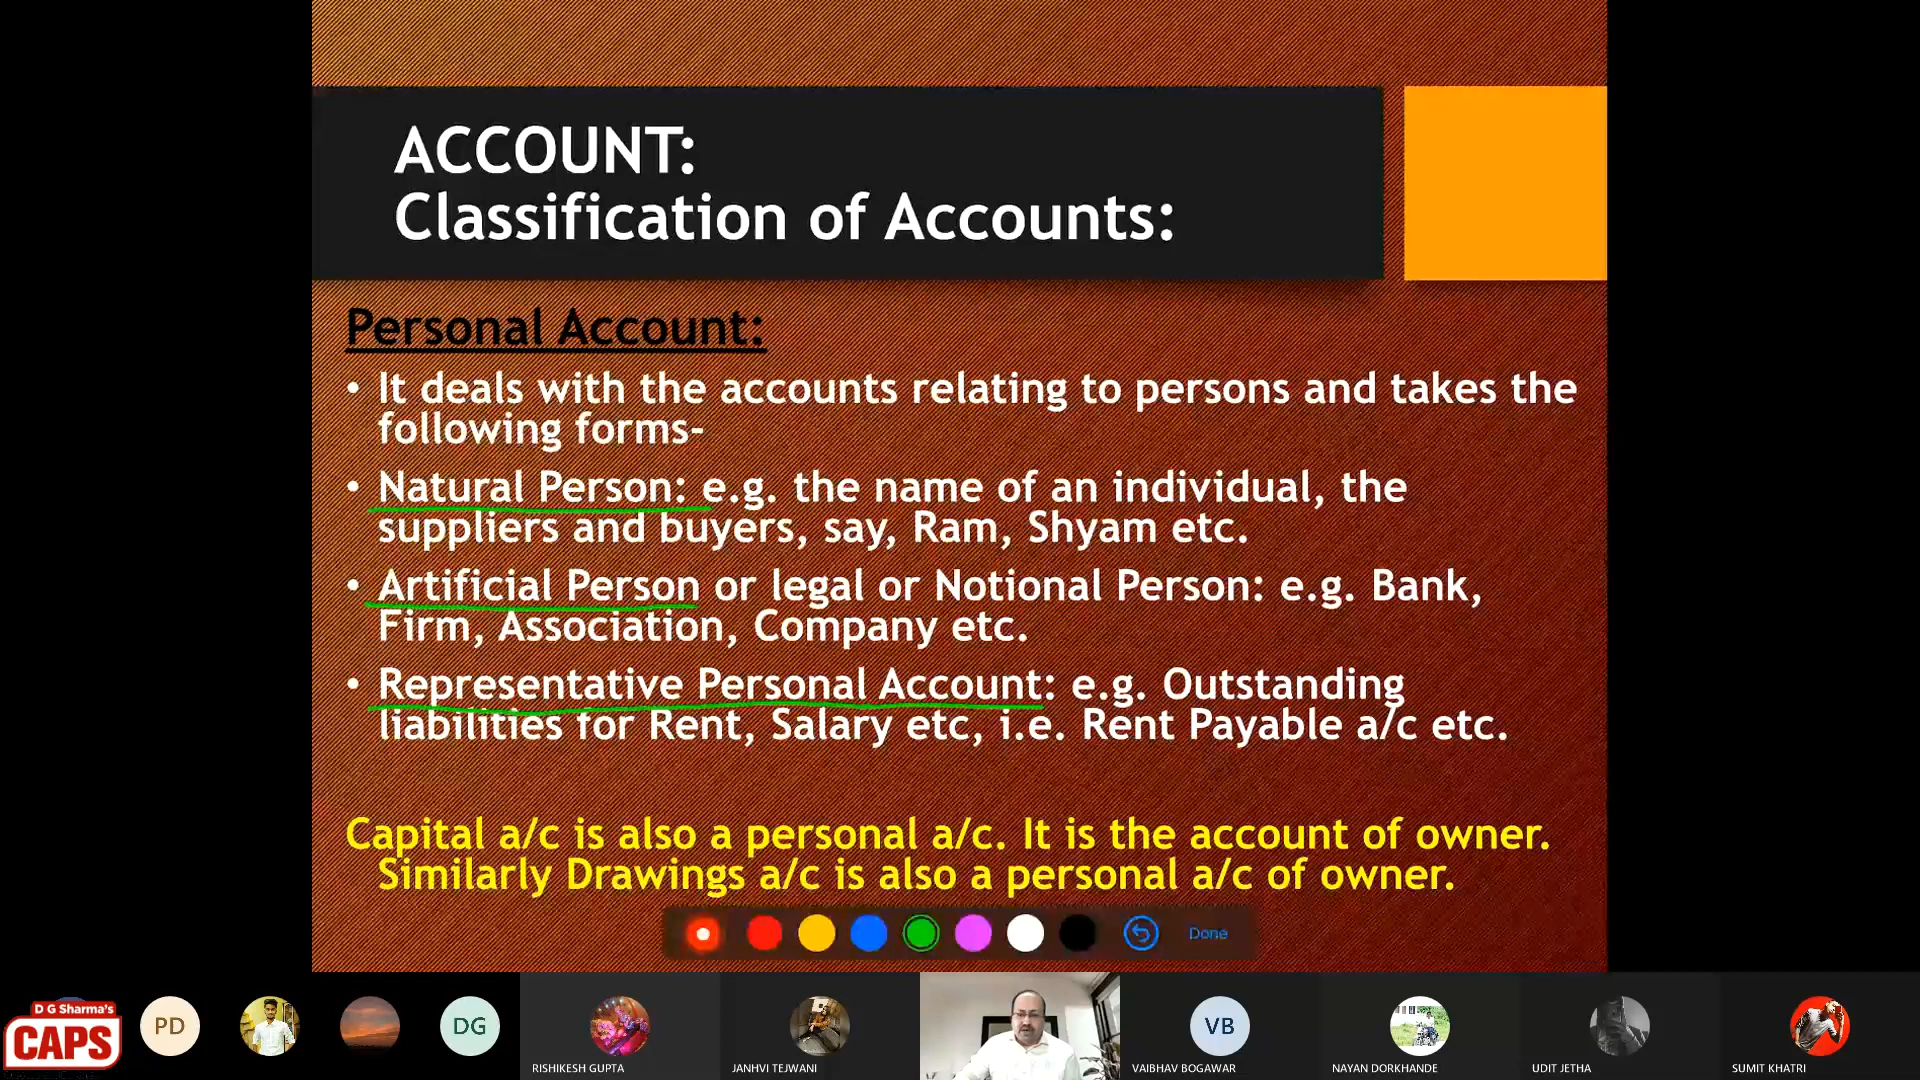 ACCOUNT:
Classification of Accounts:
Personal Account:
• It deals with the accounts relating to persons and takes the
following forms-
• Natural Person: e.g. the name of an individual, the
suppliers and buyers, say, Ram, Shyam etc.
• Artificial Person or legal or Notional Person: e.g. Bank,
Firm, Association, Company etc.
• Representative Personal Account: e.g. Outstanding
liabilities for Rent, Salary etc, i.e. Rent Payable a/c etc.
Capital a/c is also a personal a/c. It is the account of owner.
Similarly Drawings a/c is also a personal a/c of owner.
Done
D G Sharma's
CAPS
PD
DG
VB
RISHIKESH GUPTA
JANHVI TEJWANI
VAIBHAV BOGAWAR
NAYAN DORKHANDE
UDIT JETHA
SUMIT KHATRI